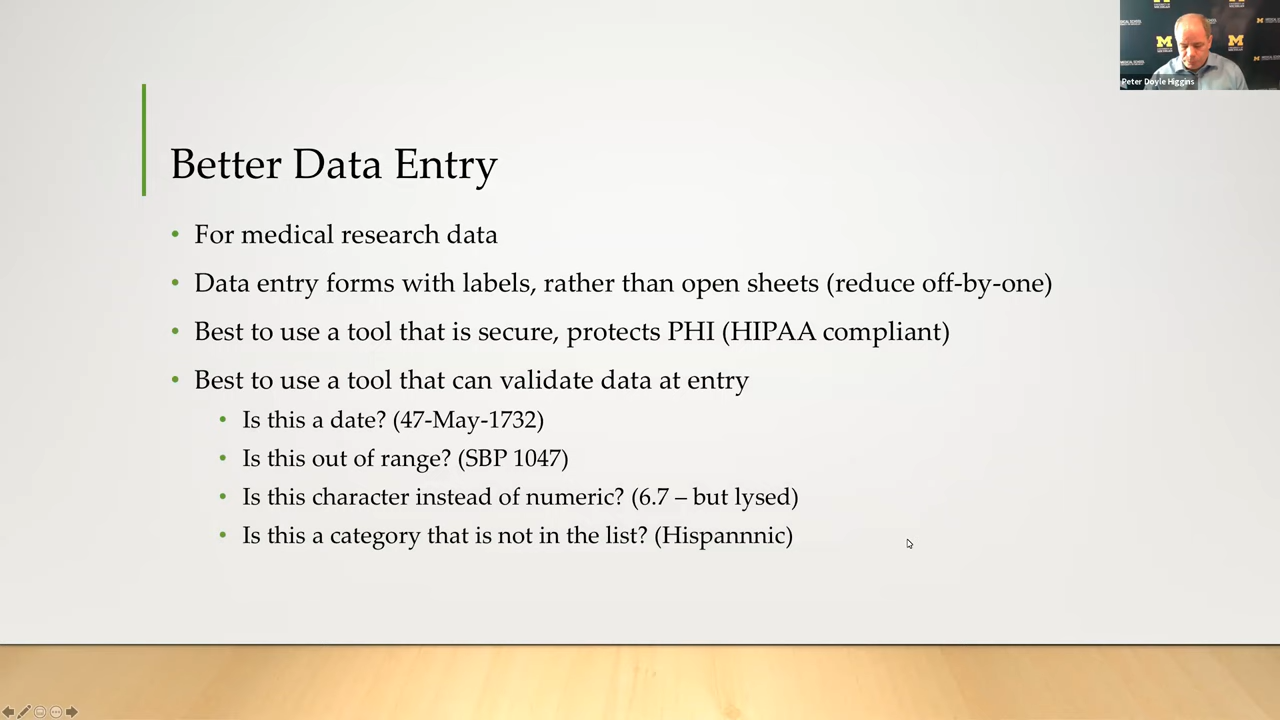 Better Data Entry
• For medical research data
• Data entry forms with labels, rather than open sheets (reduce off-by-one)
• Best to use a tool that is secure, protects PHI (HIPAA compliant)
• Best to use a tool that can validate data at entry
• Is this a date? (47-May-1732)
• Is this out of range? (SBP 1047)
• Is this character instead of numeric? (6.7 – but lysed)
• Is this a category that is not in the list? (Hispannnic)
M
M
Peter Doyle Higgins